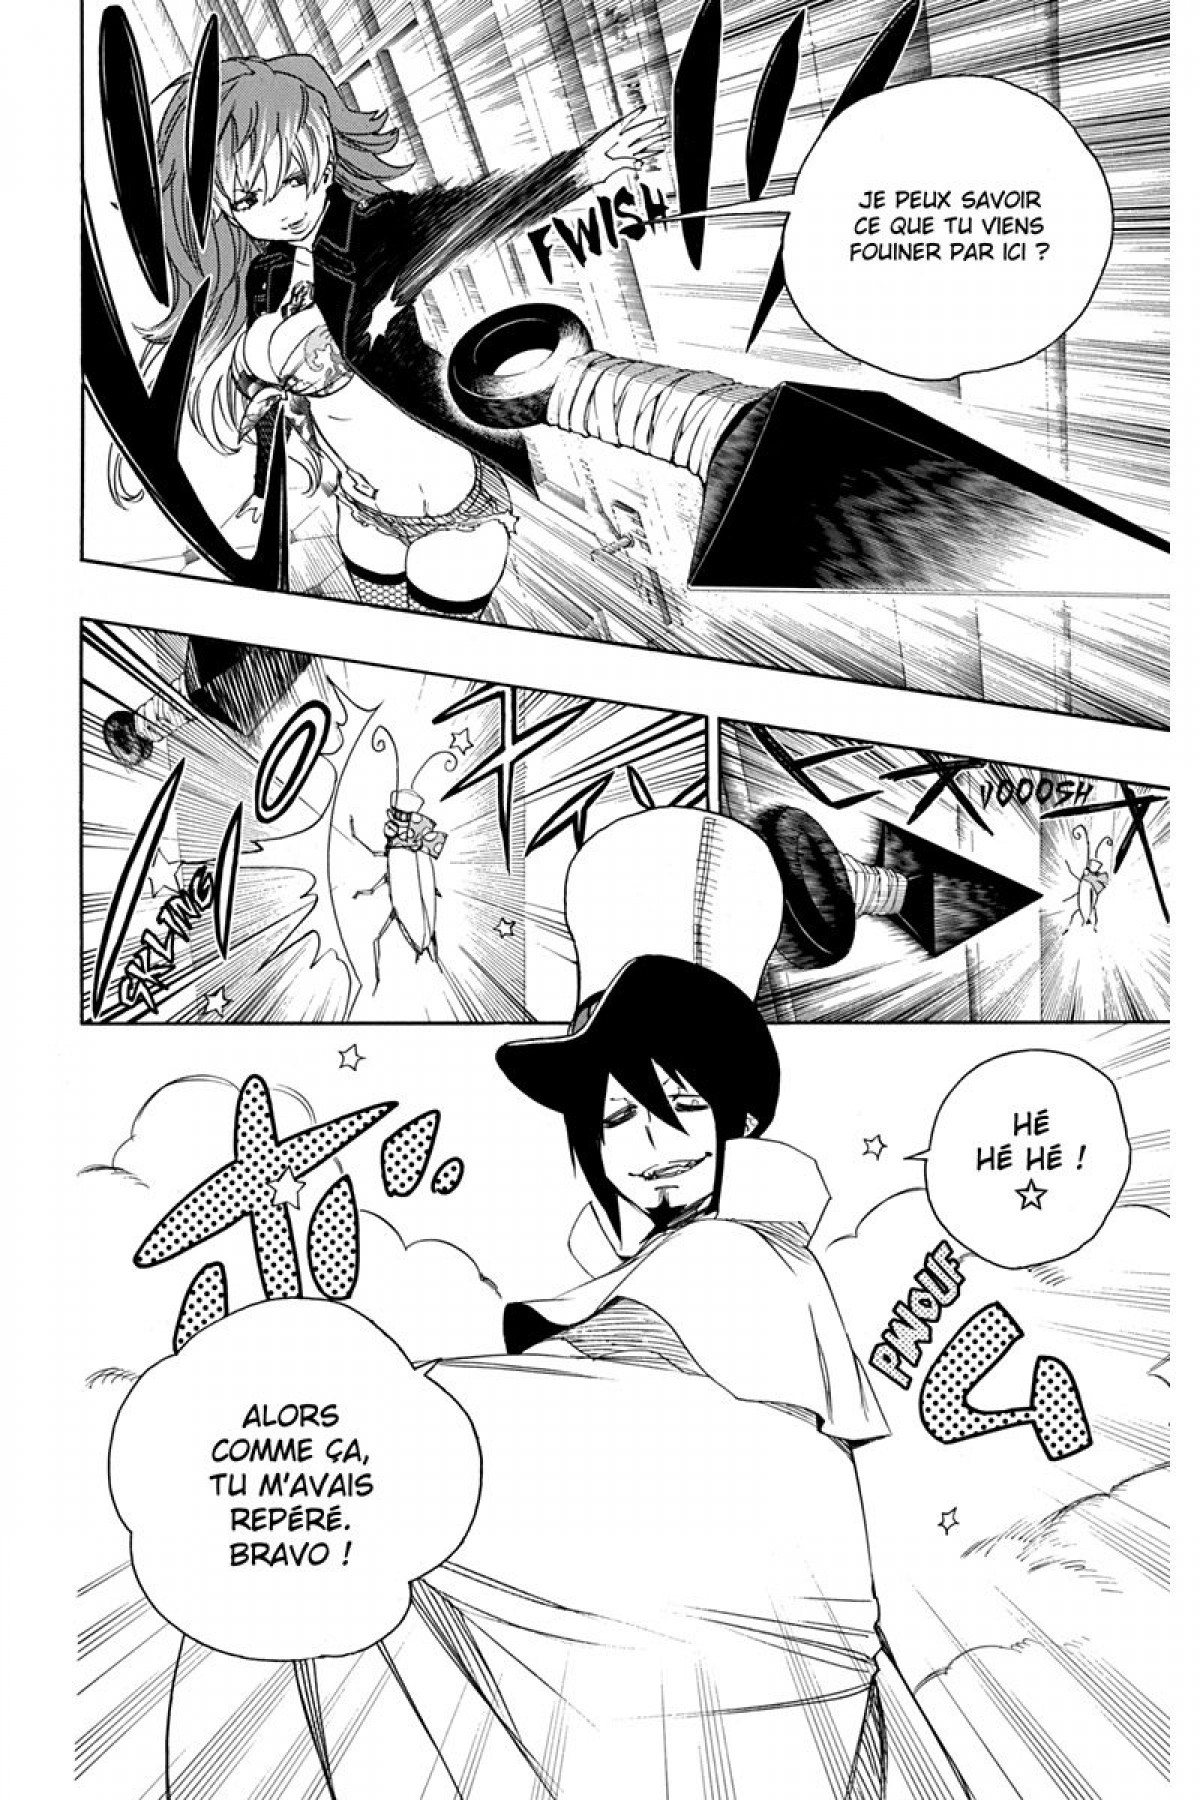 JE PEUX SAVOIR
CE QUE TU VIENS
FOUINER PAR ICI ?
FWISH
VOOOSH
SKLING
HÉ
HÉ HÉ !
☆
PWOUF
ALORS
COMME ÇA,
TU M'AVAIS
REPÉRÉ.
BRAVO !